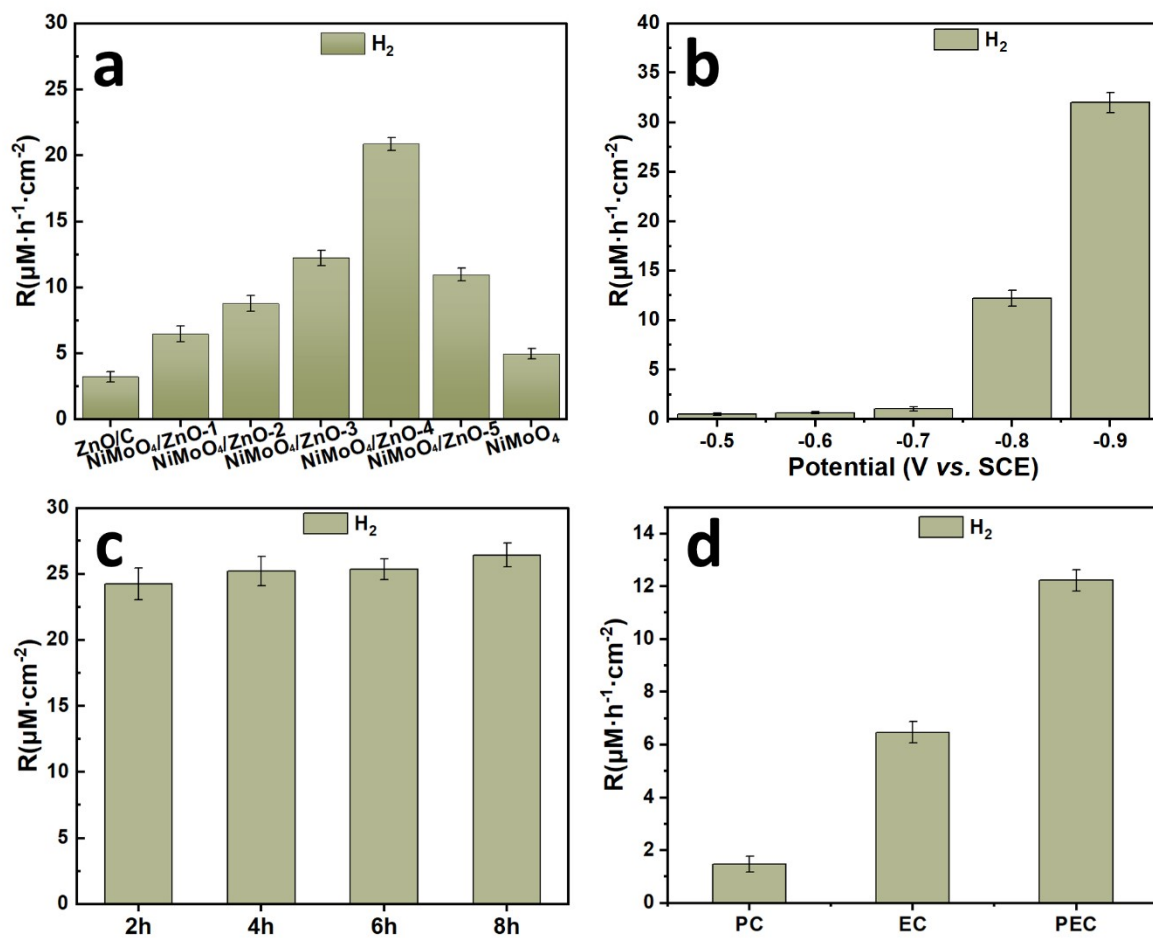 a
H₂
30
25
20
15
10
5
0
R(μM·h⁻¹·cm⁻²)
ZnO/C
NiMoO₄/ZnO-1
NiMoO₄/ZnO-2
NiMoO₄/ZnO-3
NiMoO₄/ZnO-4
NiMoO₄/ZnO-5
NiMoO₄
b
H₂
40
35
30
25
20
15
10
5
0
R(μM·h⁻¹·cm⁻²)
-0.5 -0.6 -0.7 -0.8 -0.9
Potential (V vs. SCE)
c
H₂
30
25
20
15
10
5
0
R(μM·cm⁻²)
2h 4h 6h 8h
d
H₂
14
12
10
8
6
4
2
0
R(μM·h⁻¹·cm⁻²)
PC EC PEC